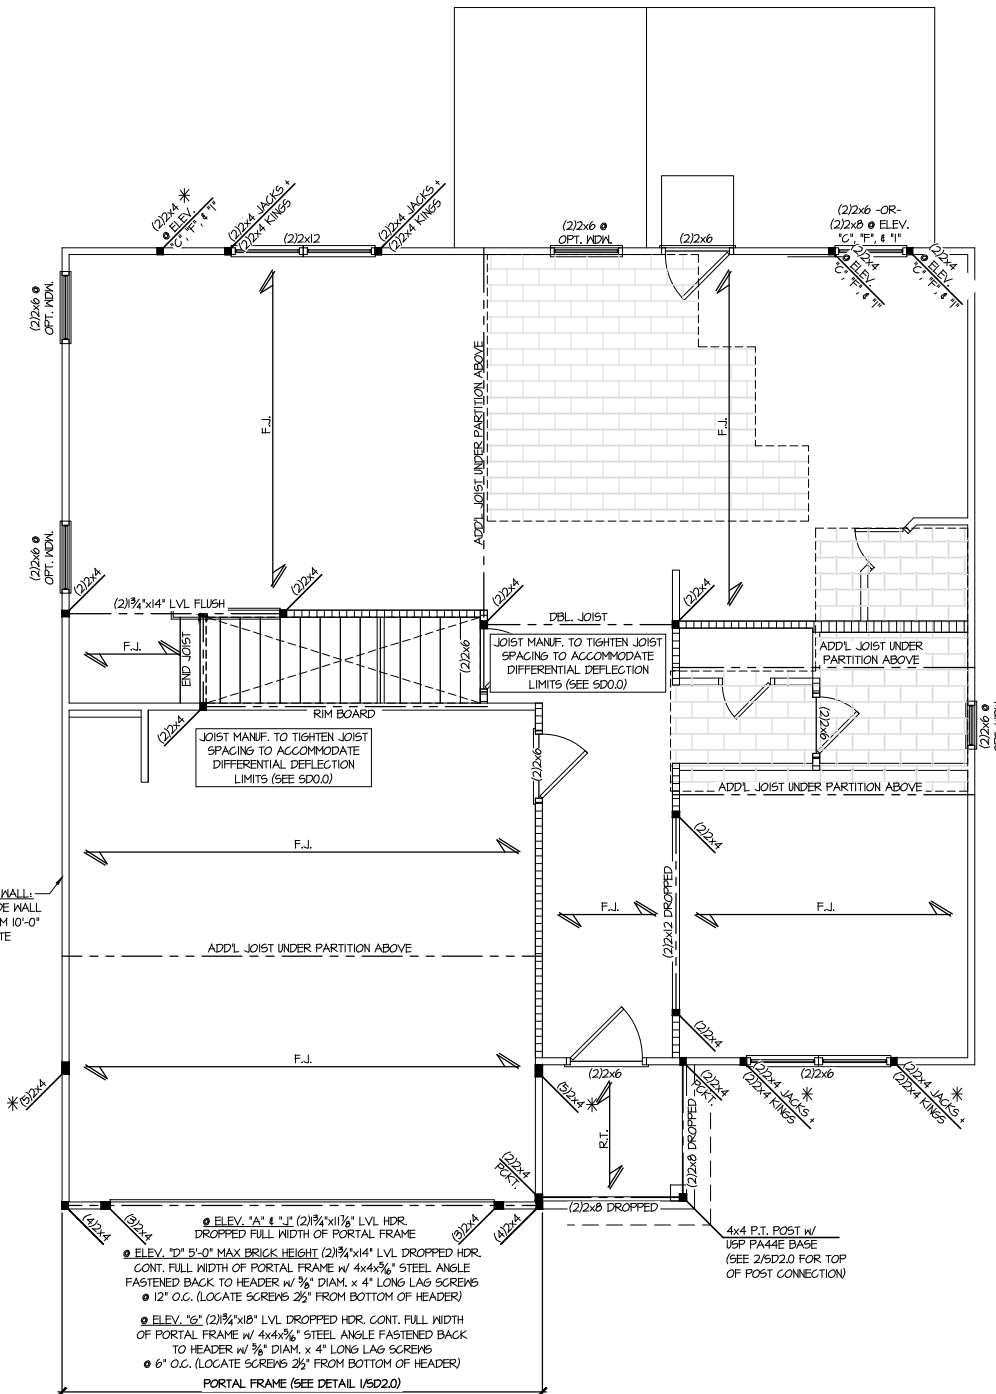 (2)2x4 ✳
@ ELEV.
"C", "F", & "I"
(2)2x4 JACKS +
(2)2x4 KINGS
(2)2x12
(2)2x4 JACKS +
(2)2x4 KINGS
(2)2x6 @
OPT. WDW.
(2)2x6
(2)2x6 -OR-
(2)2x8 @ ELEV.
"C", "F", & "I"
(2)2x4
@ ELEV.
"C", "F", & "I"
(2)2x4
@ ELEV.
"C", "F", & "I"
(2)2x6 @
OPT. WDW.
F.J.
ADD'L JOIST UNDER PARTITION ABOVE
F.J.
(2)2x6 @
OPT. WDW.
(2)2x4
(2)1¾"x14" LVL FLUSH
(2)2x4
(2)2x4
DBL. JOIST
(2)2x4
F.J.
END JOIST
(2)2x6
JOIST MANUF. TO TIGHTEN JOIST
SPACING TO ACCOMMODATE
DIFFERENTIAL DEFLECTION
LIMITS (SEE SD0.0)
ADD'L JOIST UNDER
PARTITION ABOVE
(2)2x4
RIM BOARD
(2)2x6
(2)2x6 @
JOIST MANUF. TO TIGHTEN JOIST
SPACING TO ACCOMMODATE
DIFFERENTIAL DEFLECTION
LIMITS (SEE SD0.0)
(2)2x6
ADD'L JOIST UNDER PARTITION ABOVE
F.J.
(2)2x4
WALL:
DE WALL
M 10'-0"
TE
(2)2x12 DROPPED
F.J.
F.J.
ADD'L JOIST UNDER PARTITION ABOVE
F.J.
(2)2x4
✳ (5)2x4
(5)2x4 ✳
(2)2x6
(2)2x4
PCKT.
(2)2x4 JACKS +
(2)2x4 KINGS
✳
(2)2x6
(2)2x4 JACKS +
(2)2x4 KINGS
✳
R.T.
(2)2x8 DROPPED
(2)2x4
PCKT.
(2)2x8 DROPPED
(4)2x4
(3)2x4
(3)2x4
(4)2x4
@ ELEV. "A" & "J" (2)1¾"x11⅞" LVL HDR.
DROPPED FULL WIDTH OF PORTAL FRAME
@ ELEV. "D" 5'-0" MAX BRICK HEIGHT (2)1¾"x14" LVL DROPPED HDR.
CONT. FULL WIDTH OF PORTAL FRAME W/ 4x4x5/16" STEEL ANGLE
FASTENED BACK TO HEADER W/ ⅝" DIAM. x 4" LONG LAG SCREWS
@ 12" O.C. (LOCATE SCREWS 2½" FROM BOTTOM OF HEADER)
@ ELEV. "G" (2)1¾"x18" LVL DROPPED HDR. CONT. FULL WIDTH
OF PORTAL FRAME W/ 4x4x5/16" STEEL ANGLE FASTENED BACK
TO HEADER W/ ⅝" DIAM. x 4" LONG LAG SCREWS
@ 6" O.C. (LOCATE SCREWS 2½" FROM BOTTOM OF HEADER)
PORTAL FRAME (SEE DETAIL 1/SD2.0)
4x4 P.T. POST W/
USP PA44E BASE
(SEE 2/SD2.0 FOR TOP
OF POST CONNECTION)